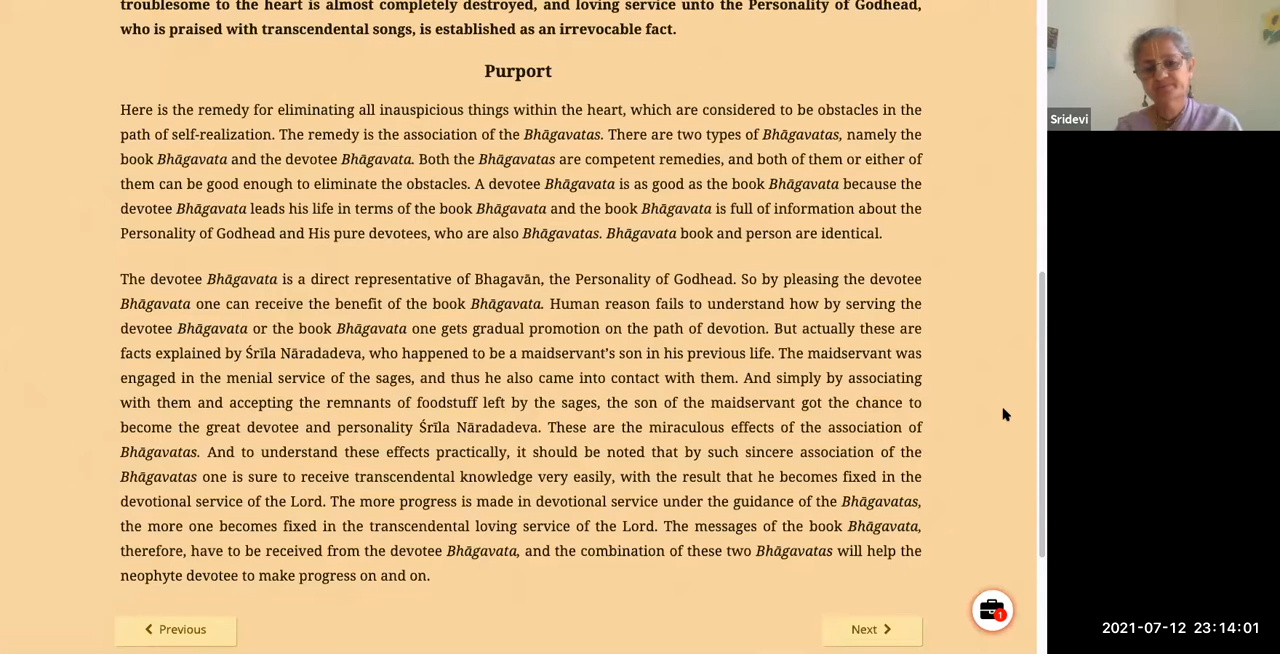 troublesome to the heart is almost completely destroyed, and loving service unto the Personality of Godhead,
who is praised with transcendental songs, is established as an irrevocable fact.
Purport
Here is the remedy for eliminating all inauspicious things within the heart, which are considered to be obstacles in the
path of self-realization. The remedy is the association of the Bhāgavatas. There are two types of Bhāgavatas, namely the
book Bhāgavata and the devotee Bhāgavata. Both the Bhāgavatas are competent remedies, and both of them or either of
them can be good enough to eliminate the obstacles. A devotee Bhāgavata is as good as the book Bhāgavata because the
devotee Bhāgavata leads his life in terms of the book Bhāgavata and the book Bhāgavata is full of information about the
Personality of Godhead and His pure devotees, who are also Bhāgavatas. Bhāgavata book and person are identical.
The devotee Bhāgavata is a direct representative of Bhagavān, the Personality of Godhead. So by pleasing the devotee
Bhāgavata one can receive the benefit of the book Bhāgavata. Human reason fails to understand how by serving the
devotee Bhāgavata or the book Bhāgavata one gets gradual promotion on the path of devotion. But actually these are
facts explained by Śrīla Nāradadeva, who happened to be a maidservant's son in his previous life. The maidservant was
engaged in the menial service of the sages, and thus he also came into contact with them. And simply by associating
with them and accepting the remnants of foodstuff left by the sages, the son of the maidservant got the chance to
become the great devotee and personality Śrīla Nāradadeva. These are the miraculous effects of the association of
Bhāgavatas. And to understand these effects practically, it should be noted that by such sincere association of the
Bhāgavatas one is sure to receive transcendental knowledge very easily, with the result that he becomes fixed in the
devotional service of the Lord. The more progress is made in devotional service under the guidance of the Bhāgavatas,
the more one becomes fixed in the transcendental loving service of the Lord. The messages of the book Bhāgavata,
therefore, have to be received from the devotee Bhāgavata, and the combination of these two Bhāgavatas will help the
neophyte devotee to make progress on and on.
Previous
Next
1
Sridevi
2021-07-12 23:14:01